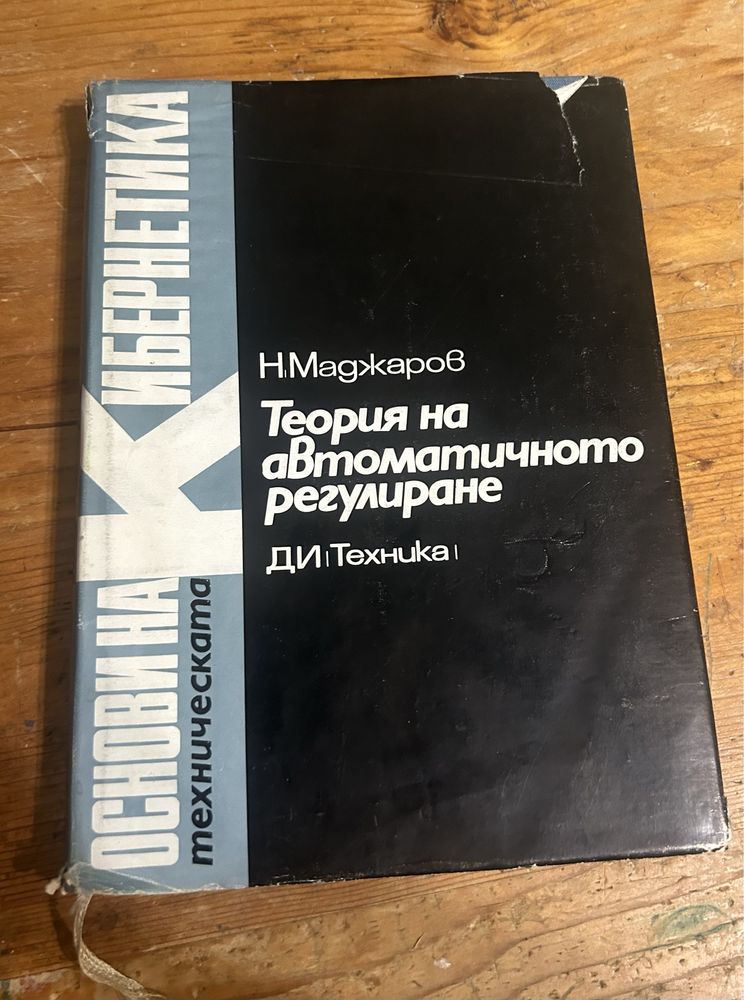 ОСНОВИ НА КИБЕРНЕТИКА
техническата
Н. Маджаров
Теория на
автоматичното
регулиране
ДИ |Техника|